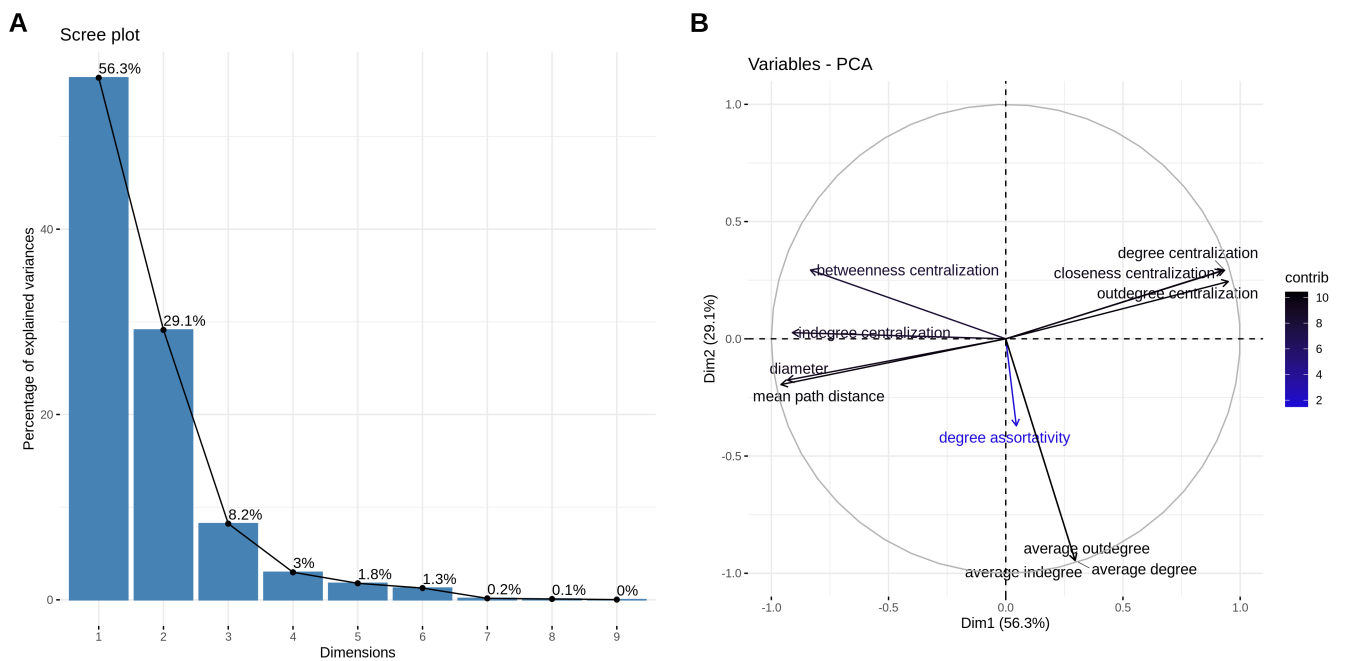 A
Scree plot
Percentage of explained variances
40
20
0
56.3%
29.1%
8.2%
3%
1.8%
1.3%
0.2%
0.1%
0%
1 2 3 4 5 6 7 8 9
Dimensions
B
Variables - PCA
Dim2 (29.1%)
1.0
0.5
0.0
-0.5
-1.0
degree centralization
betweenness centralization
closeness centralization
outdegree centralization
indegree centralization
diameter
mean path distance
degree assortativity
average outdegree
average degree
average indegree
-1.0 -0.5 0.0 0.5 1.0
Dim1 (56.3%)
contrib
10
8
6
4
2